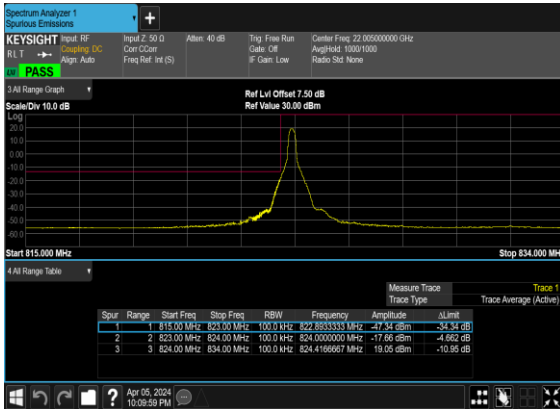 Spectrum Analyzer 1
Spurious Emissions
KEYSIGHT Input: RF Input Z: 50 Ω Atten: 40 dB Trig: Free Run Center Freq: 22.005000000 GHz
RLT Coupling: DC Corr CCorr Gate: Off Avg|Hold: 1000/1000
Align: Auto Freq Ref: Int (S) IF Gain: Low Radio Std: None
PASS
3 All Range Graph
Ref Lvl Offset 7.50 dB
Scale/Div 10.0 dB Ref Value 30.00 dBm
Log
20.0
10.0
0.00
-10.0
-20.0
-30.0
-40.0
-50.0
-60.0
Start 815.000 MHz Stop 834.000 MH
4 All Range Table
Measure Trace Trace 1
Trace Type Trace Average (Active)
Spur Range Start Freq Stop Freq RBW Frequency Amplitude ΔLimit
1 1 815.00 MHz 823.00 MHz 100.0 kHz 822.8933333 MHz -47.34 dBm -34.34 dB
2 2 823.00 MHz 824.00 MHz 100.0 kHz 824.0000000 MHz -17.66 dBm -4.662 dB
3 3 824.00 MHz 834.00 MHz 100.0 kHz 824.4166667 MHz 19.05 dBm -10.95 dB
Apr 05, 2024
10:09:59 PM